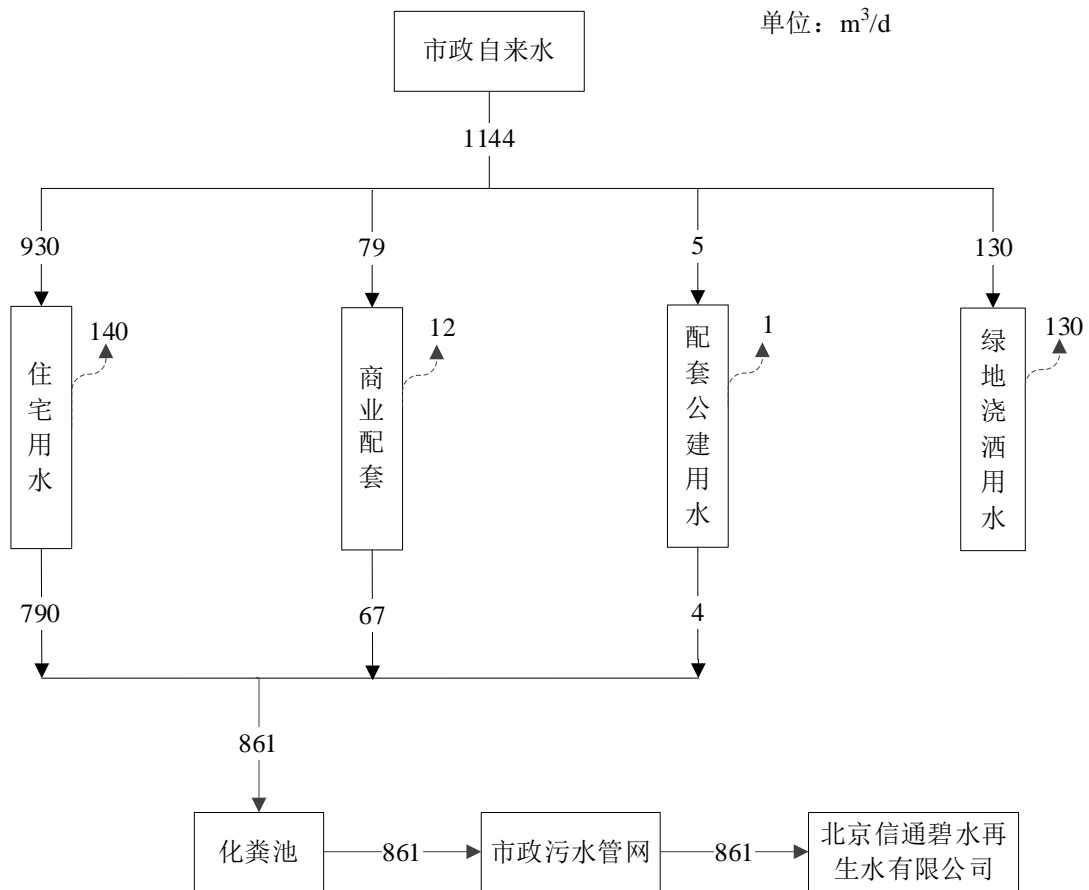 单位：m³/d
市政自来水
1144
930
79
5
130
140
12
1
130
住宅用水
商业配套
配套公建用水
绿地浇洒用水
790
67
4
861
化粪池
861
市政污水管网
861
北京信通碧水再
生水有限公司